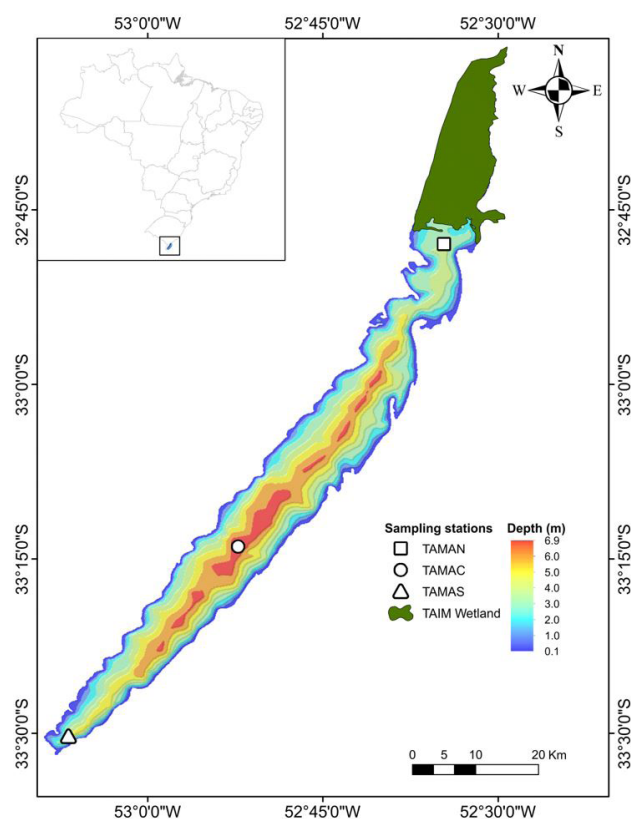 53°0'0"W 52°45'0"W 52°30'0"W
N
W E
S
32°45'0"S 32°45'0"S
33°0'0"S 33°0'0"S
33°15'0"S 33°15'0"S
33°30'0"S 33°30'0"S
Sampling stations
TAMAN
TAMAC
TAMAS
TAIM Wetland
Depth (m)
6.9
5.0
4.0
3.0
2.0
1.0
0.1
0 5 10 20 Km
53°0'0"W 52°45'0"W 52°30'0"W